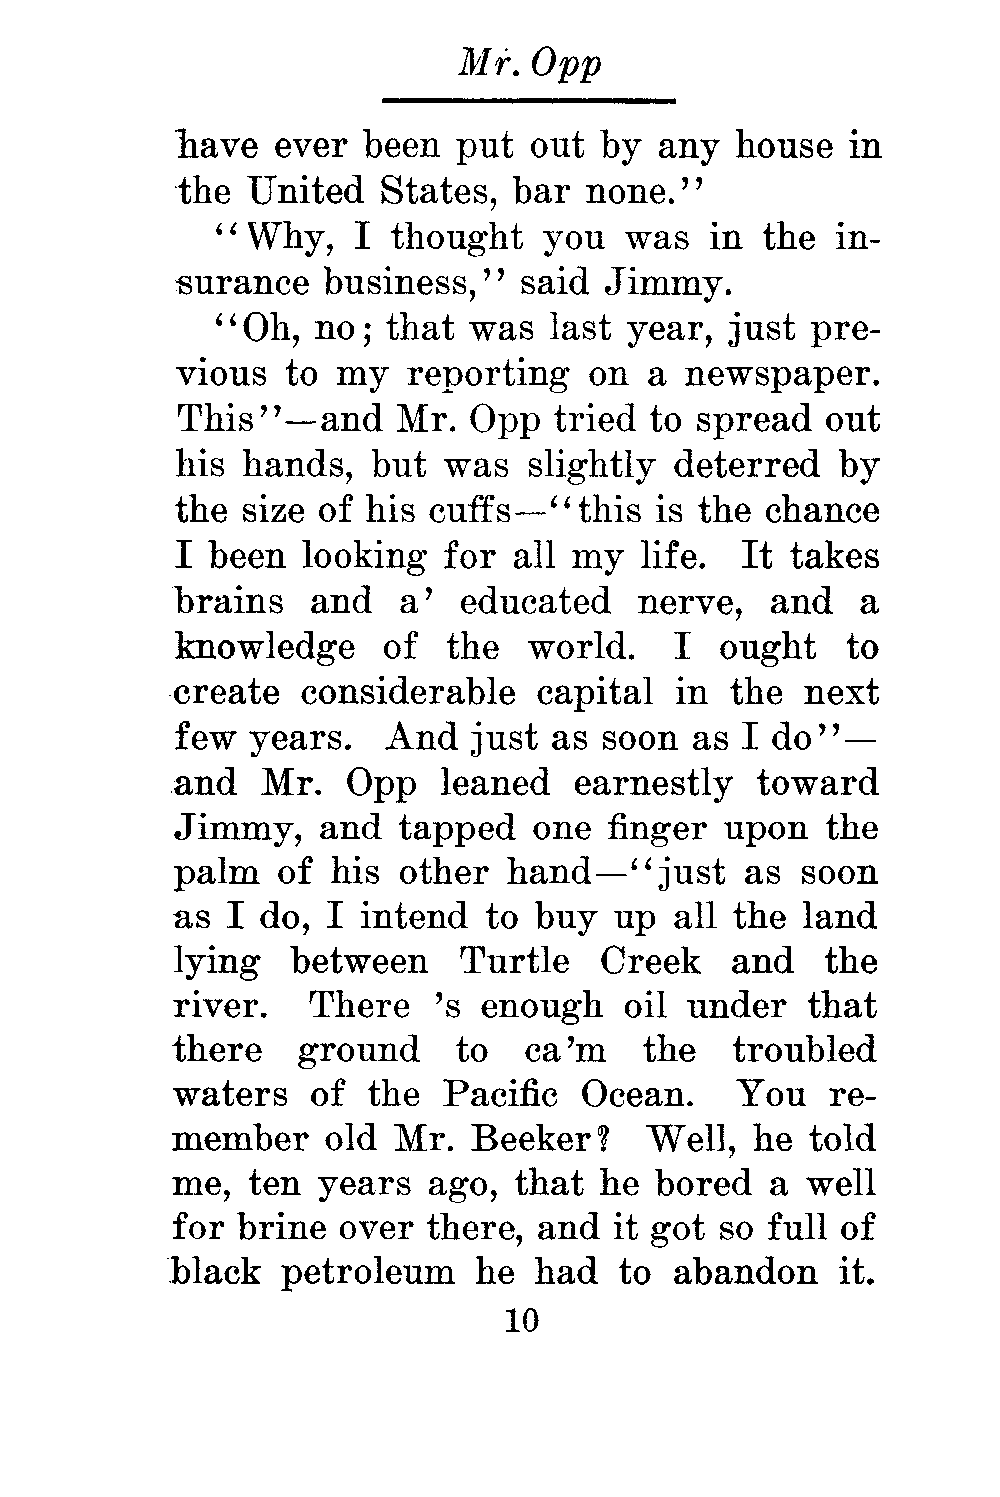 Mr. Opp
have ever been put out by any house in
the United States, bar none.”
“Why, I thought you was in the in-
surance business,” said Jimmy.
“Oh, no; that was last year, just pre-
vious to my reporting on a newspaper.
This”—and Mr. Opp tried to spread out
his hands, but was slightly deterred by
the size of his cuffs—“this is the chance
I been looking for all my life. It takes
brains and a’ educated nerve, and a
knowledge of the world. I ought to
create considerable capital in the next
few years. And just as soon as I do”—
and Mr. Opp leaned earnestly toward
Jimmy, and tapped one finger upon the
palm of his other hand—“just as soon
as I do, I intend to buy up all the land
lying between Turtle Creek and the
river. There ’s enough oil under that
there ground to ca’m the troubled
waters of the Pacific Ocean. You re-
member old Mr. Beeker? Well, he told
me, ten years ago, that he bored a well
for brine over there, and it got so full of
black petroleum he had to abandon it.
10